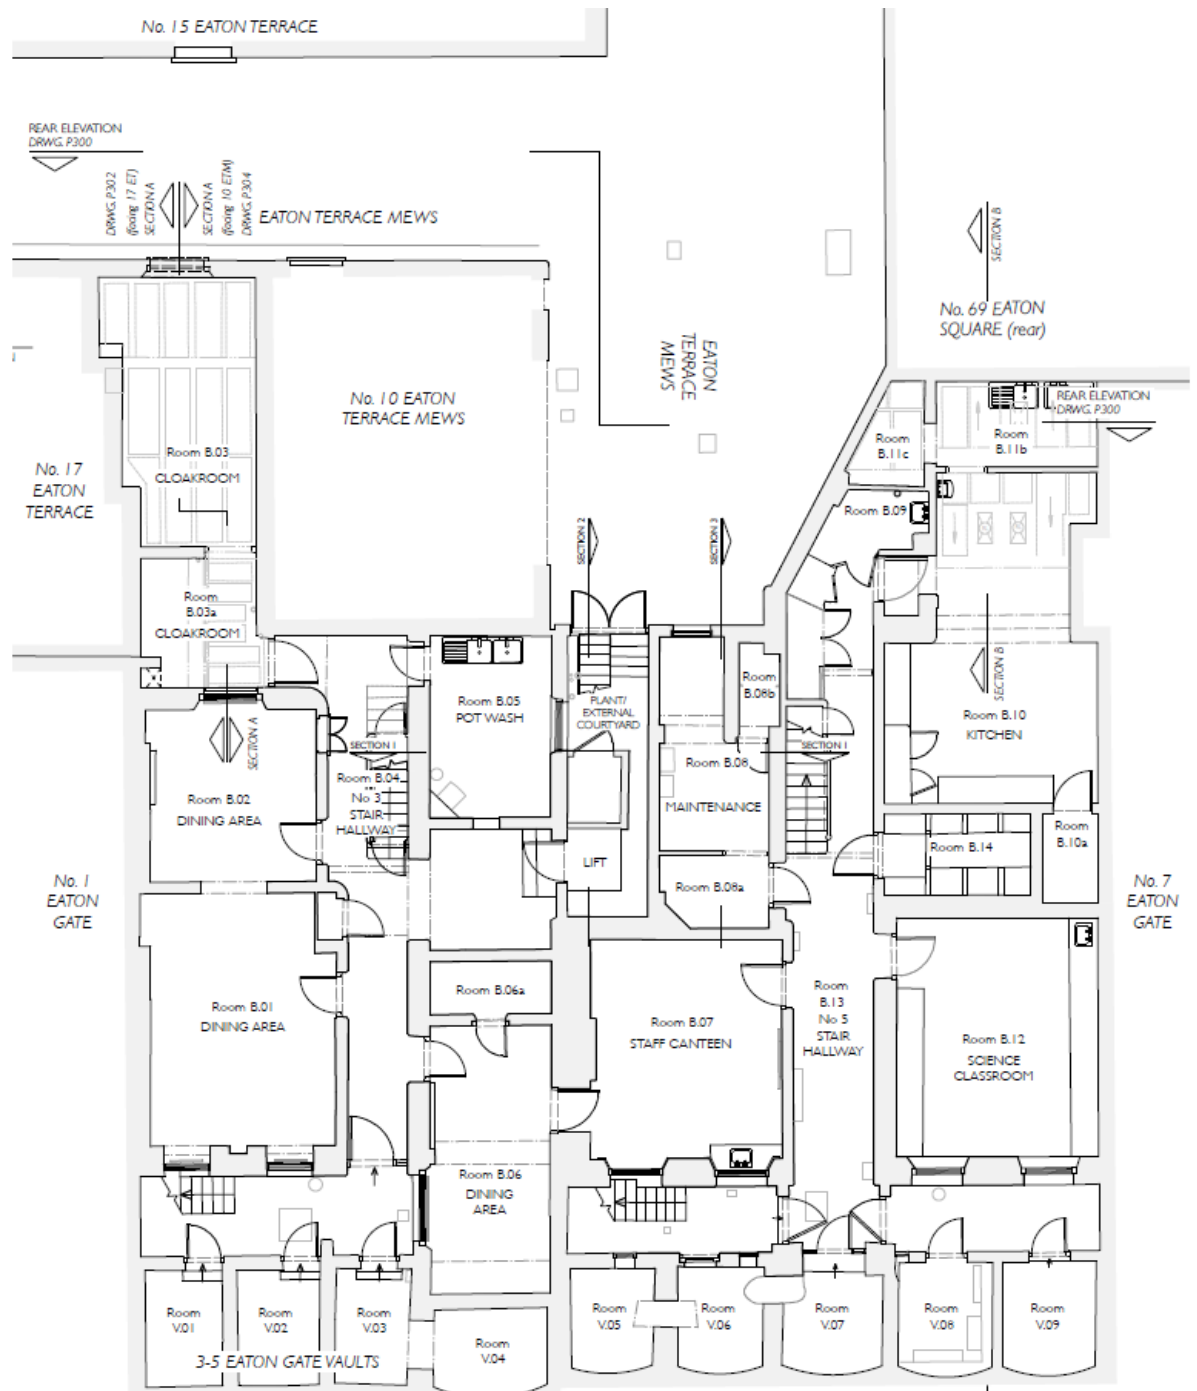 No. 15 EATON TERRACE
REAR ELEVATION
DRWG. P300
DRWG. P302
(facing 17 ET)
SECTION A
SECTION A
(facing 10 ETM)
DRWG. P304
EATON TERRACE MEWS
SECTION B
No. 69 EATON
SQUARE (rear)
EATON
TERRACE
MEWS
No. 10 EATON
TERRACE MEWS
REAR ELEVATION
DRWG. P300
Room
B.11c
Room
B.11b
Room B.03
CLOAKROOM
No. 17
EATON
TERRACE
Room B.09
SECTION 2
SECTION 3
Room
B.03a
CLOAKROOM
Room B.05
POT WASH
PLANT/
EXTERNAL
COURTYARD
Room
B.08b
SECTION B
Room B.10
KITCHEN
SECTION A
SECTION 1
SECTION 1
Room B.08
MAINTENANCE
Room B.04
No 3
STAIR
HALLWAY
Room B.02
DINING AREA
Room
B.10a
Room B.14
LIFT
No. 1
EATON
GATE
Room B.08a
No. 7
EATON
GATE
Room B.06a
Room B.01
DINING AREA
Room B.07
STAFF CANTEEN
Room
B.13
No 5
STAIR
HALLWAY
Room B.12
SCIENCE
CLASSROOM
Room B.06
DINING
AREA
Room
V.01
Room
V.02
Room
V.03
Room
V.04
Room
V.05
Room
V.06
Room
V.07
Room
V.08
Room
V.09
3-5 EATON GATE VAULTS